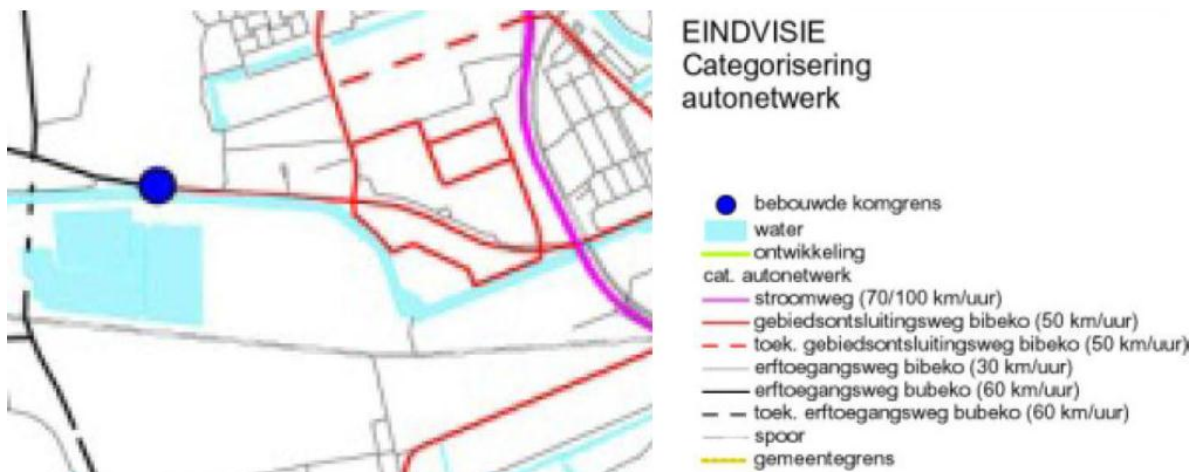 EINDVISIE
Categorisering
autonetwerk
bebouwde komgrens
water
ontwikkeling
cat. autonetwerk
stroomweg (70/100 km/uur)
gebiedsontsluitingsweg bibeko (50 km/uur)
toek. gebiedsontsluitingsweg bibeko (50 km/uur)
erftoegangsweg bibeko (30 km/uur)
erftoegangsweg bubeko (60 km/uur)
toek. erftoegangsweg bubeko (60 km/uur)
spoor
gemeentegrens